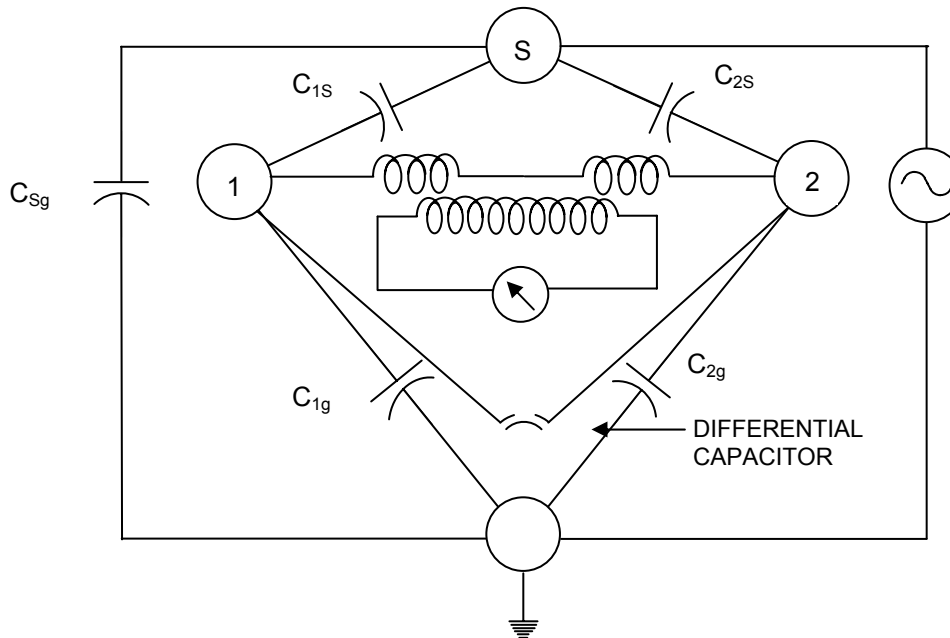 S
C1S
C2S
1
2
CSg
C1g
C2g
DIFFERENTIAL
CAPACITOR